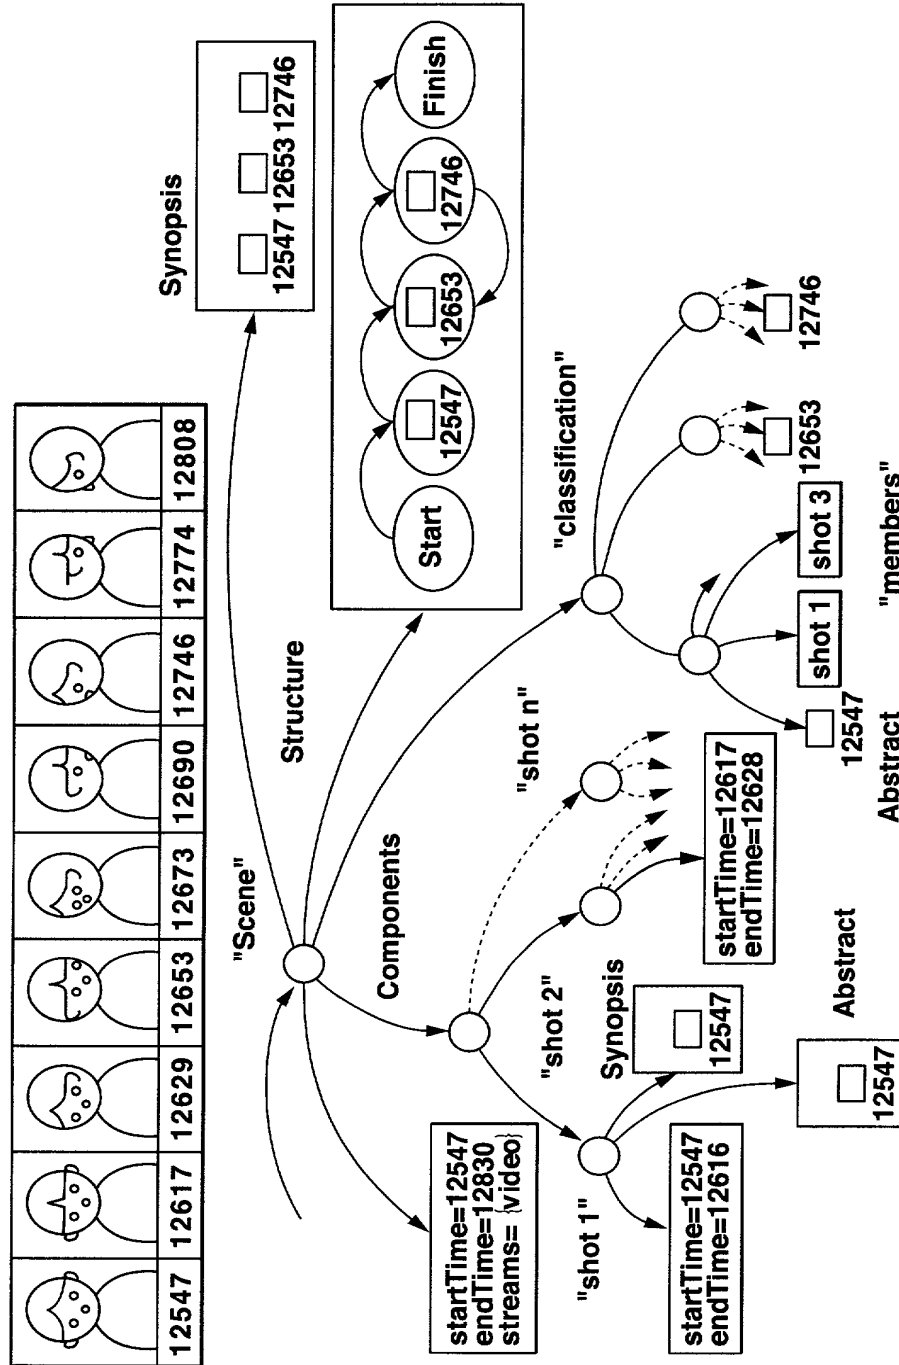 12547 12617 12629 12653 12673 12690 12746 12774 12808
"Scene"
Synopsis
12547 12653 12746
Structure
Start 12547 12653 12746 Finish
Components
startTime=12547
endTime=12830
streams= {video}
"shot 1"
"shot 2"
"shot n"
"classification"
startTime=12547
endTime=12616
Synopsis
12547
12547
Abstract
startTime=12617
endTime=12628
12547
Abstract
shot 1
shot 3
"members"
12653
12746